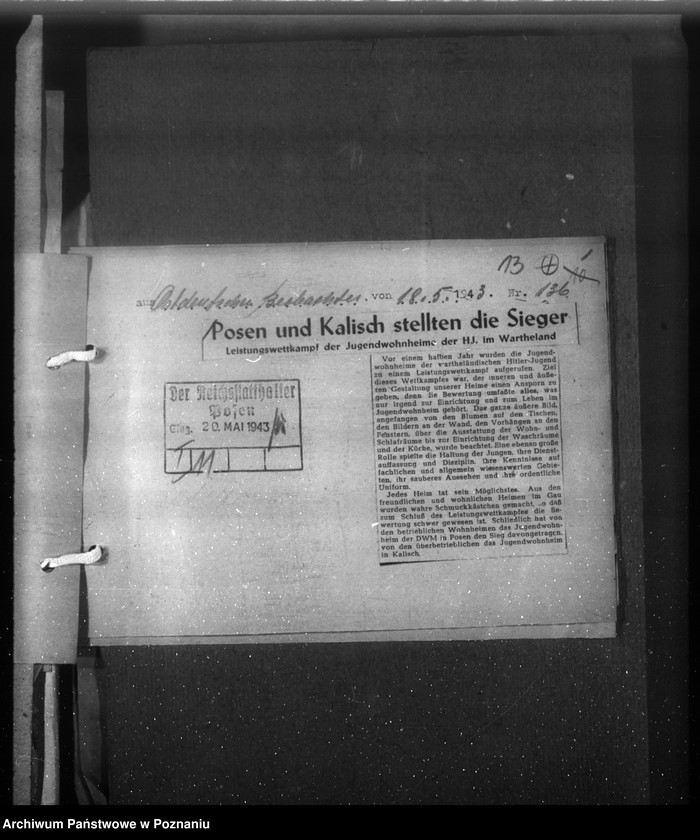 13 10
aus Ostdeutscher Beobachter. von 18.5.1943. Nr. 136
Posen und Kalisch stellten die Sieger
Leistungswettkampf der Jugendwohnheime der HJ. im Wartheland
Vor einem halben Jahr wurden die Jugend-
wohnheime der wartheländischen Hitler-Jugend
zu einem Leistungswettkampf aufgerufen. Ziel
dieses Wettkampfes war, der inneren und äuße-
ren Gestaltung unserer Heime einen Ansporn zu
geben, denn die Bewertung umfaßte alles, was
nur irgend zur Einrichtung und zum Leben im
Jugendwohnheim gehört. Das ganze äußere Bild,
angefangen von den Blumen auf den Tischen,
den Bildern an der Wand, den Vorhängen an den
Fenstern, über die Ausstattung der Wohn- und
Schlafräume bis zur Einrichtung der Waschräume
und der Küche, wurde beachtet. Eine ebenso große
Rolle spielte die Haltung der Jungen, ihre Dienst-
auffassung und Disziplin, ihre Kenntnisse auf
fachlichen und allgemein wissenswerten Gebie-
ten, ihr sauberes Aussehen und ihre ordentliche
Uniform.
Jedes Heim tat sein Möglichstes. Aus den
freundlichen und wohnlichen Heimen im Gau
wurden wahre Schmuckkästchen gemacht, so daß
zum Schluß des Leistungswettkampfes die Be-
wertung schwer gewesen ist. Schließlich hat von
den betrieblichen Wohnheimen das Jugendwohn-
heim der DWM in Posen den Sieg davongetragen,
von den überbetrieblichen das Jugendwohnheim
in Kalisch.
Der Reichsstatthalter
Posen
Eing. 20. MAI 1943
Archiwum Państwowe w Poznaniu